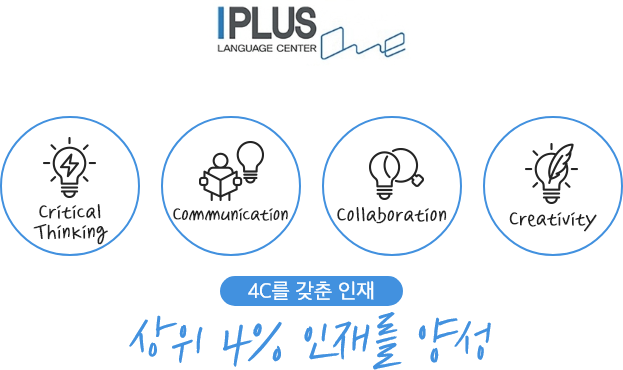 IPLUS
LANGUAGE CENTER One
Critical
Thinking
Communication
Collaboration
Creativity
4C를 갖춘 인재
상위 4% 인재를 양성